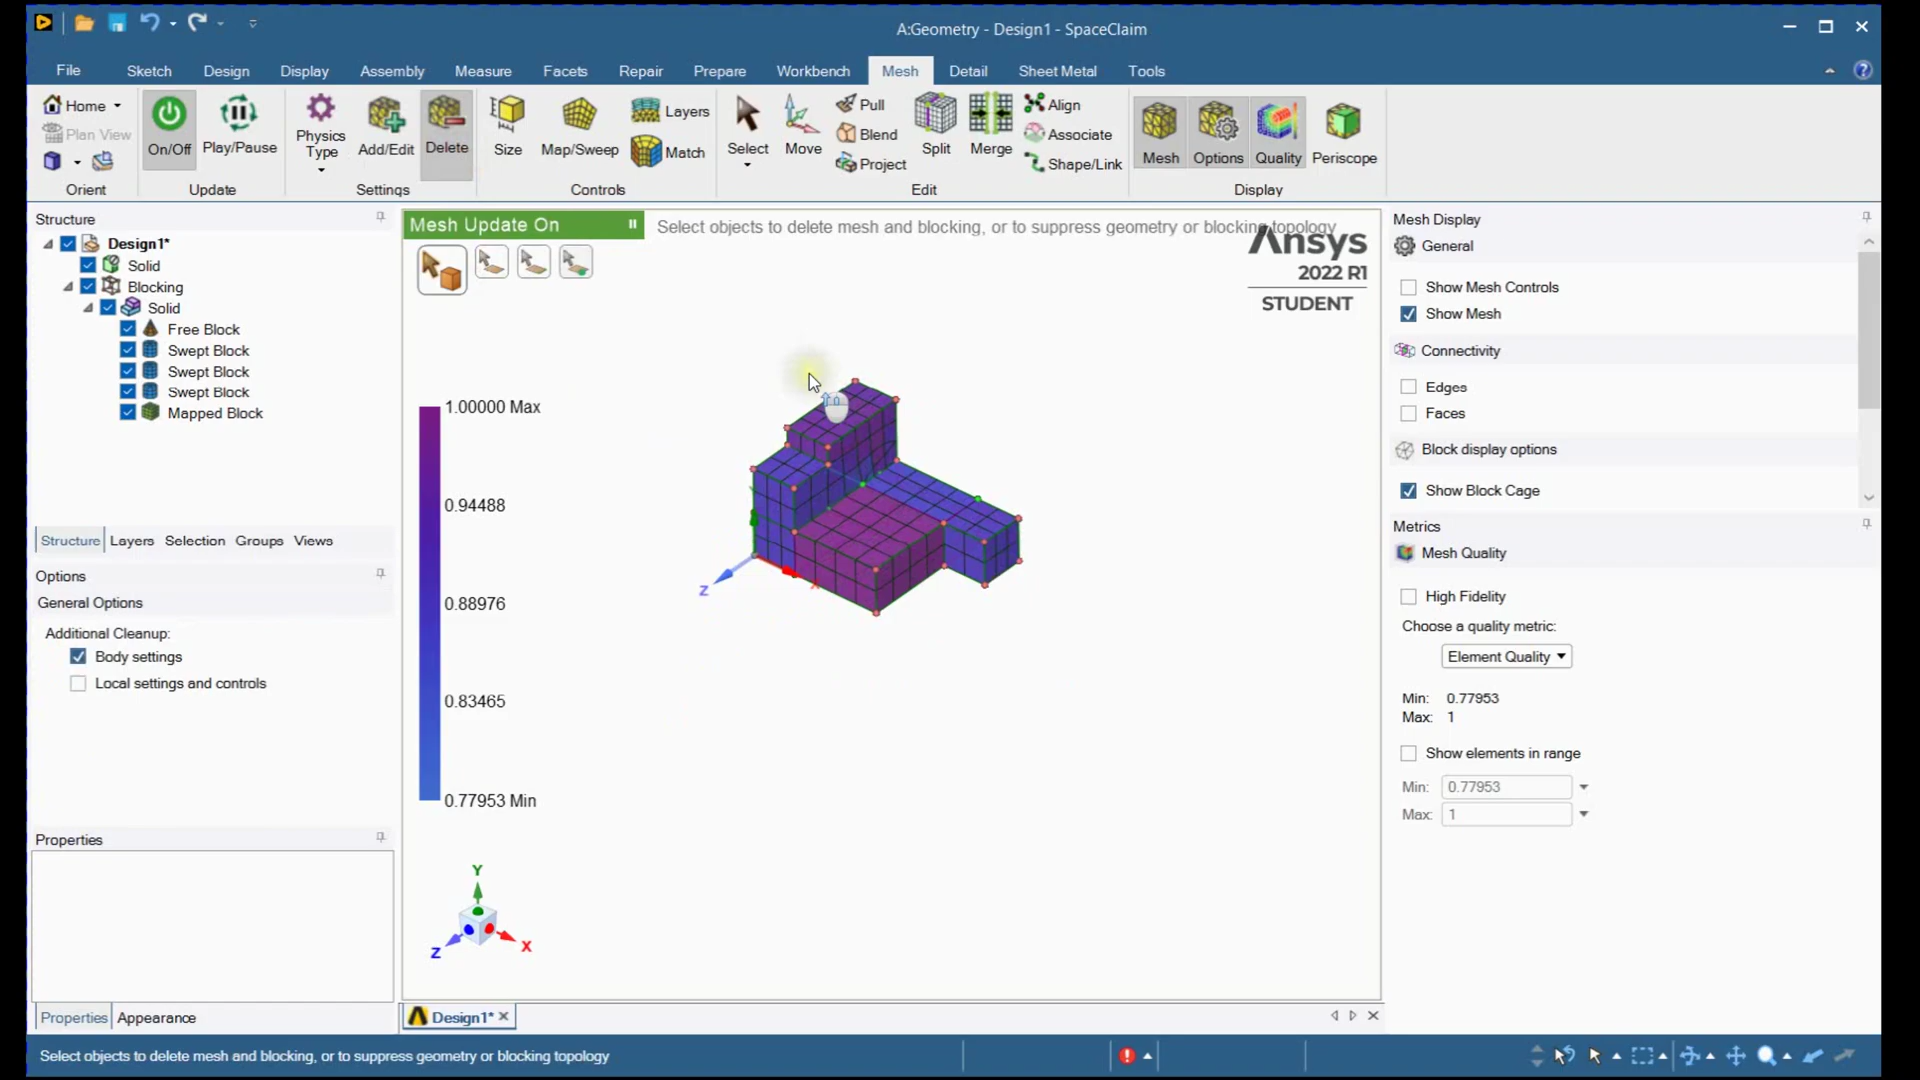 A:Geometry - Design1 - SpaceClaim
File Sketch Design Display Assembly Measure Facets Repair Prepare Workbench Mesh Detail Sheet Metal Tools
Home
Plan View
Orient
On/Off
Play/Pause
Update
Physics
Type
Add/Edit
Delete
Settings
Size
Map/Sweep
Layers
Match
Controls
Select
Move
Pull
Blend
Project
Split
Merge
Align
Associate
Shape/Link
Edit
Mesh
Options
Quality
Periscope
Display
Structure
Design1*
Solid
Blocking
Solid
Free Block
Swept Block
Swept Block
Swept Block
Mapped Block
Structure Layers Selection Groups Views
Options
General Options
Additional Cleanup:
Body settings
Local settings and controls
Properties
Properties Appearance
Mesh Update On
Select objects to delete mesh and blocking, or to suppress geometry or blocking topology
Ansys
2022 R1
STUDENT
1.00000 Max
0.94488
0.88976
0.83465
0.77953 Min
Z
X
Y
Z
X
Design1*
Mesh Display
General
Show Mesh Controls
Show Mesh
Connectivity
Edges
Faces
Block display options
Show Block Cage
Metrics
Mesh Quality
High Fidelity
Choose a quality metric:
Element Quality
Min: 0.77953
Max: 1
Show elements in range
Min: 0.77953
Max: 1
Select objects to delete mesh and blocking, or to suppress geometry or blocking topology